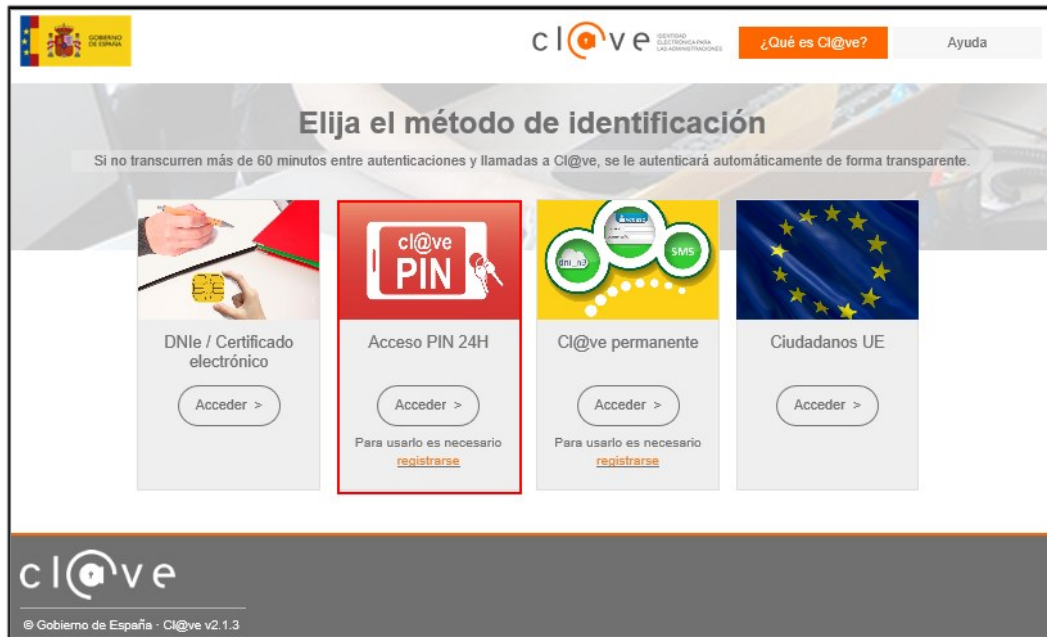 GOBIERNO
DE ESPAÑA
cl@ve
IDENTIDAD
ELECTRÓNICA PARA
LAS ADMINISTRACIONES
¿Qué es Cl@ve?
Ayuda
Elija el método de identificación
Si no transcurren más de 60 minutos entre autenticaciones y llamadas a Cl@ve, se le autenticará automáticamente de forma transparente.
cl@ve
PIN
dni_n3
SMS
DNIe / Certificado
electrónico
Acceder >
Acceso PIN 24H
Acceder >
Para usarlo es necesario
registrarse
Cl@ve permanente
Acceder >
Para usarlo es necesario
registrarse
Ciudadanos UE
Acceder >
cl@ve
© Gobierno de España · Cl@ve v2.1.3